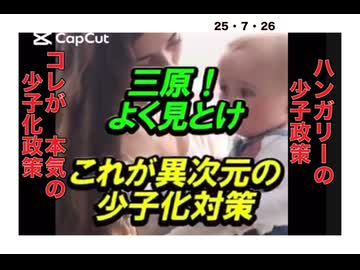 25・7・26
CapCut
ハンガリーの
少子政策
三原！
よく見とけ
これが異次元の
少子化対策
コレが 本気の
少子化政策